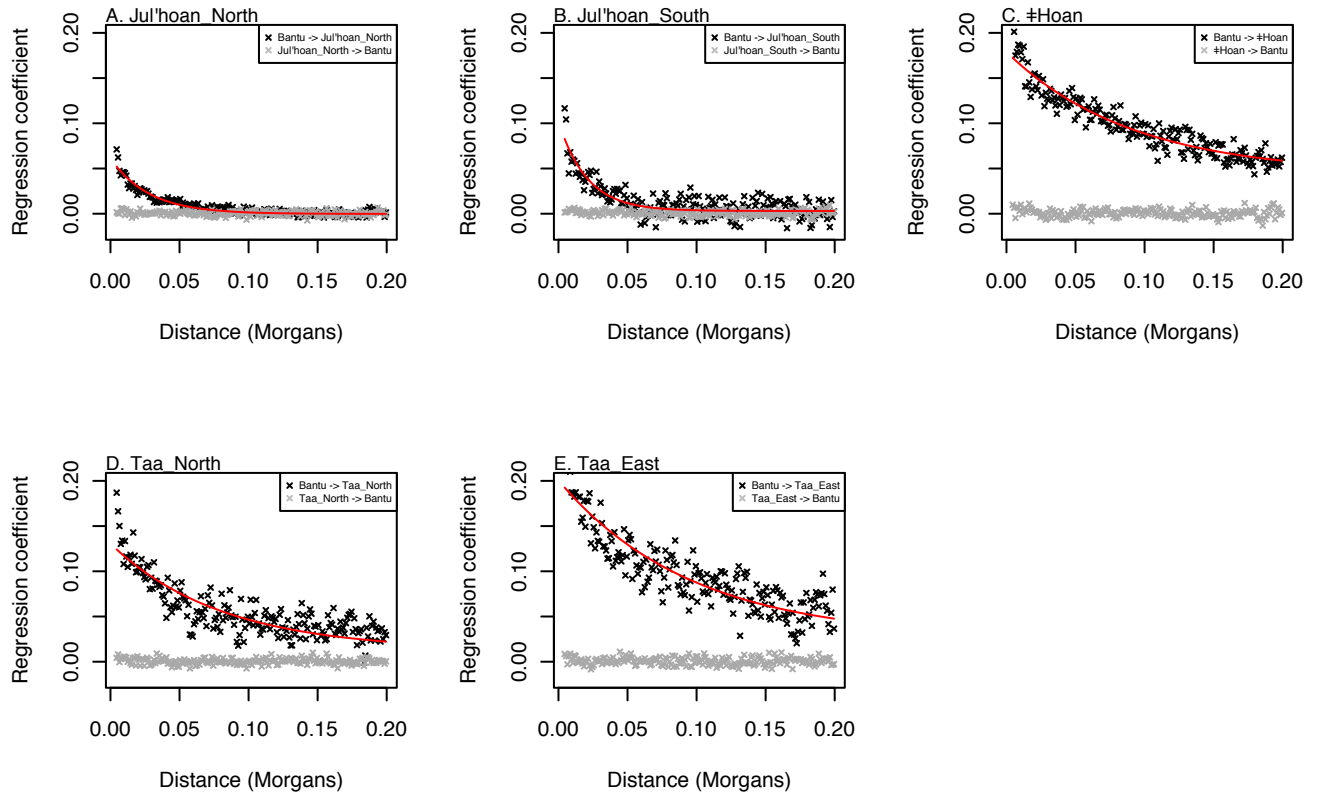 A. Jul'hoan_North
Bantu -> Jul'hoan_North
Jul'hoan_North -> Bantu
Regression coefficient
0.00 0.10 0.20
0.00 0.05 0.10 0.15 0.20
Distance (Morgans)
B. Jul'hoan_South
Bantu -> Jul'hoan_South
Jul'hoan_South -> Bantu
Regression coefficient
0.00 0.10 0.20
0.00 0.05 0.10 0.15 0.20
Distance (Morgans)
C. ǂHoan
Bantu -> ǂHoan
ǂHoan -> Bantu
Regression coefficient
0.00 0.10 0.20
0.00 0.05 0.10 0.15 0.20
Distance (Morgans)
D. Taa_North
Bantu -> Taa_North
Taa_North -> Bantu
Regression coefficient
0.00 0.10 0.20
0.00 0.05 0.10 0.15 0.20
Distance (Morgans)
E. Taa_East
Bantu -> Taa_East
Taa_East -> Bantu
Regression coefficient
0.00 0.10 0.20
0.00 0.05 0.10 0.15 0.20
Distance (Morgans)